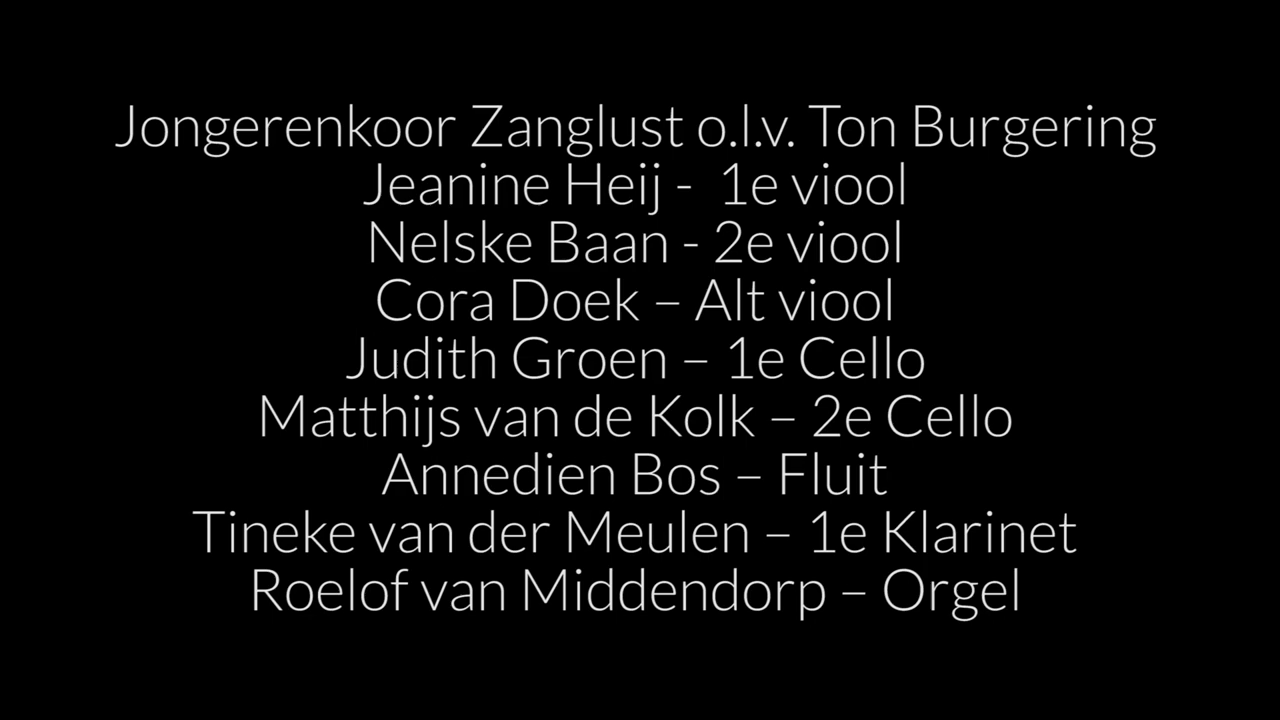 Jongerenkoor Zanglust o.l.v. Ton Burgering
Jeanine Heij -  1e viool
Nelske Baan - 2e viool
Cora Doek – Alt viool
Judith Groen – 1e Cello
Matthijs van de Kolk – 2e Cello
Annedien Bos – Fluit
Tineke van der Meulen – 1e Klarinet
Roelof van Middendorp – Orgel